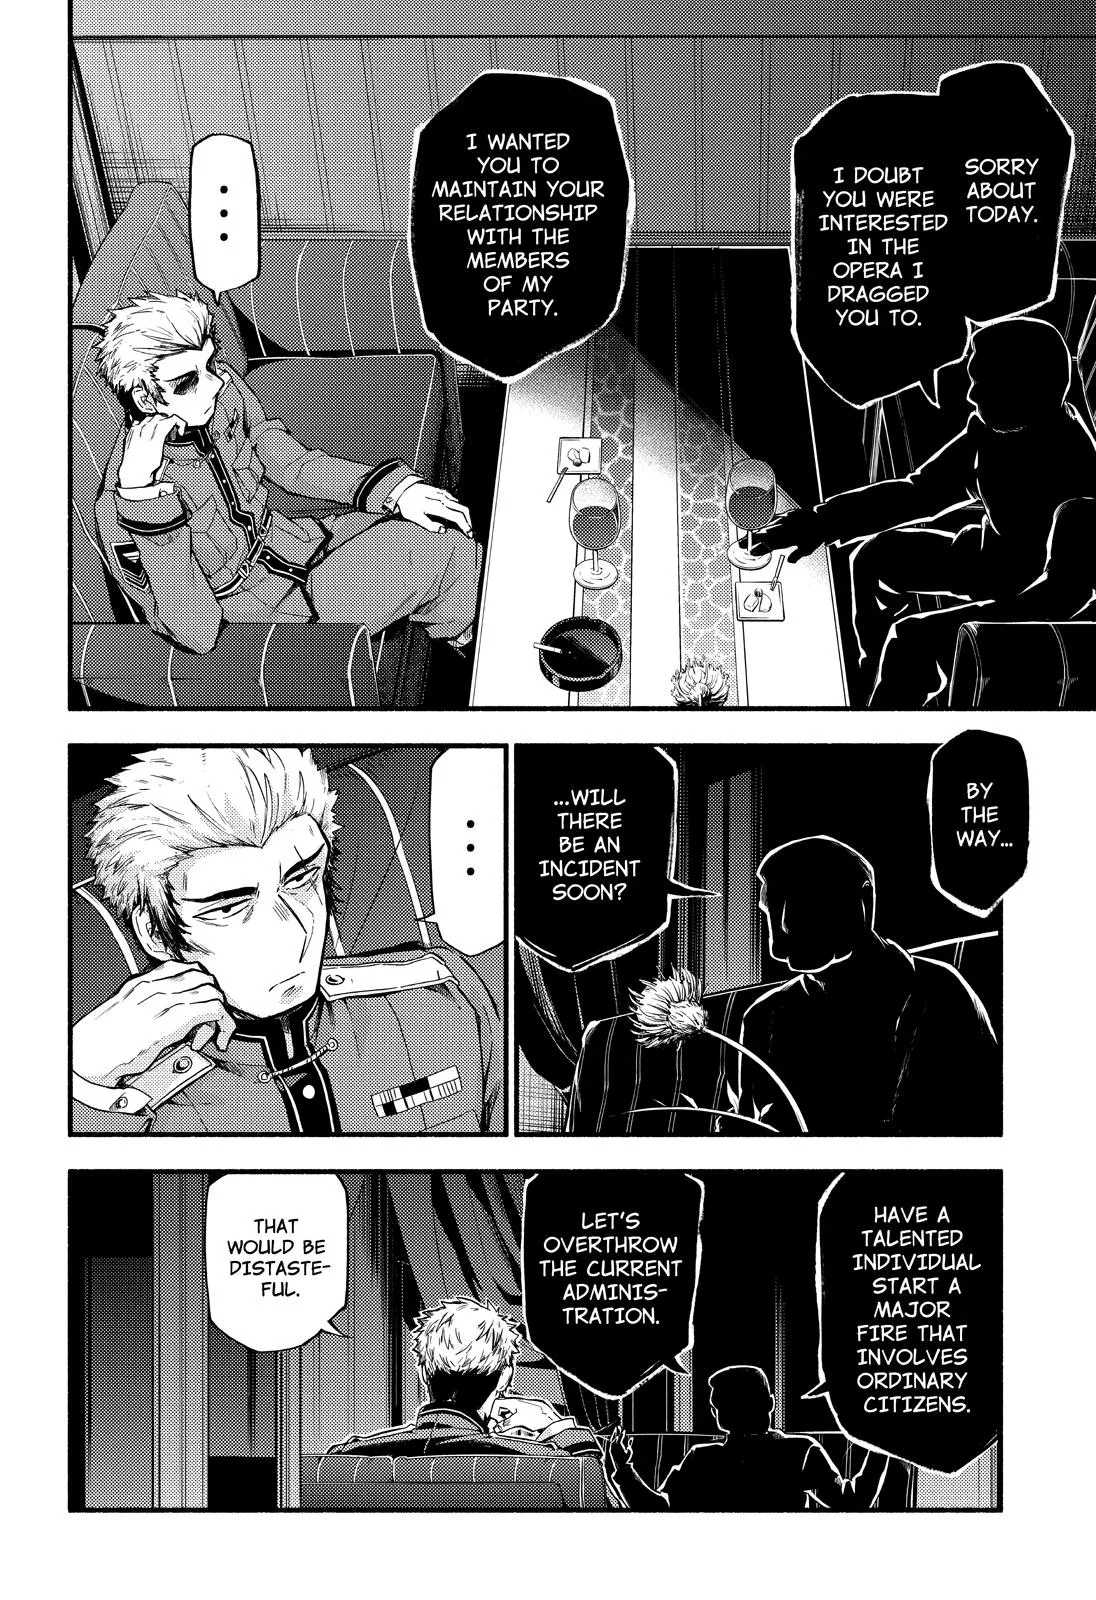 SORRY
ABOUT
TODAY.
I DOUBT
YOU WERE
INTERESTED
IN THE
OPERA I
DRAGGED
YOU TO.
I WANTED
YOU TO
MAINTAIN YOUR
RELATIONSHIP
WITH THE
MEMBERS
OF MY
PARTY.
...
BY
THE
WAY...
...WILL
THERE
BE AN
INCIDENT
SOON?
...
HAVE A
TALENTED
INDIVIDUAL
START A
MAJOR
FIRE THAT
INVOLVES
ORDINARY
CITIZENS.
LET'S
OVERTHROW
THE CURRENT
ADMINIS-
TRATION.
THAT
WOULD BE
DISTASTE-
FUL.